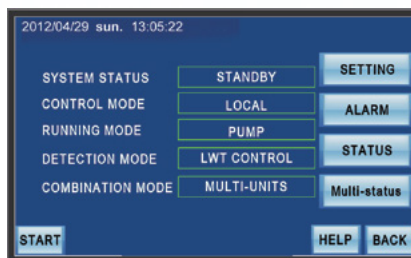 2012/04/29 sun. 13:05:22
SYSTEM STATUS STANDBY SETTING
CONTROL MODE LOCAL ALARM
RUNNING MODE PUMP
DETECTION MODE LWT CONTROL STATUS
COMBINATION MODE MULTI-UNITS Multi-status
START HELP BACK